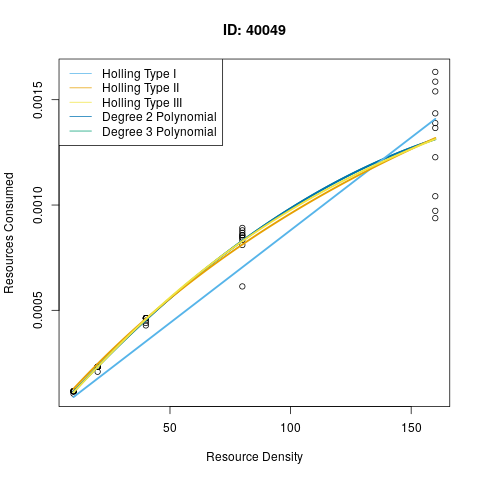 ID: 40049
Holling Type I
Holling Type II
Holling Type III
Degree 2 Polynomial
Degree 3 Polynomial
Resources Consumed
0.0015
0.0010
0.0005
50 100 150
Resource Density